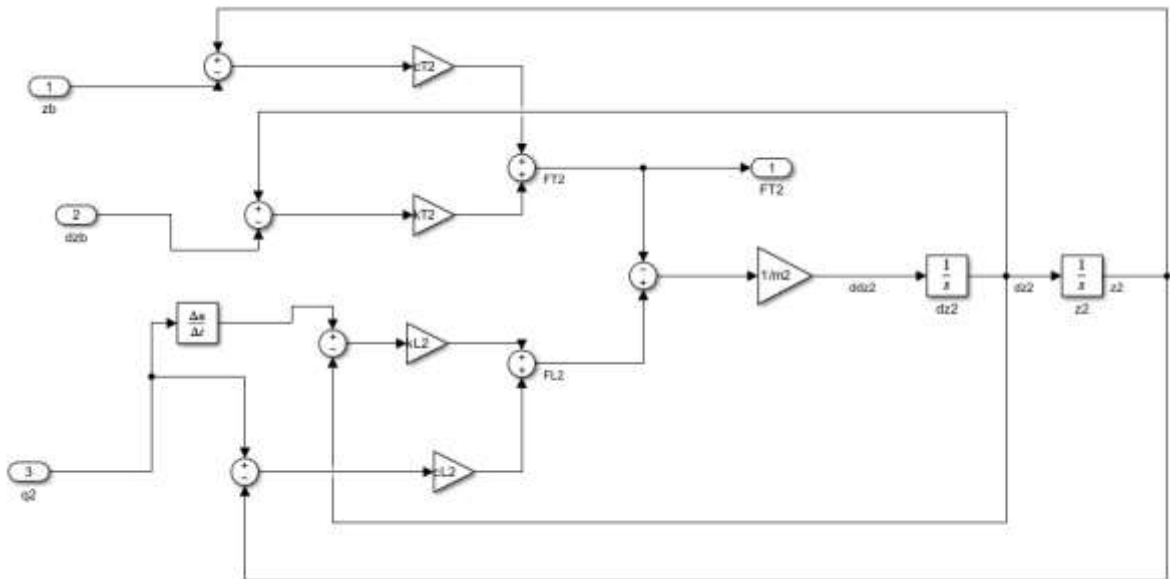 +
−
1
zb
cT2
+
+
FT2
1
FT2
2
dzb
+
−
kT2
−
+
1/m2
ddz2
1
s
dz2
dz2
1
s
z2
z2
Δu
Δt
+
−
kL2
+
+
FL2
3
q2
+
−
cL2